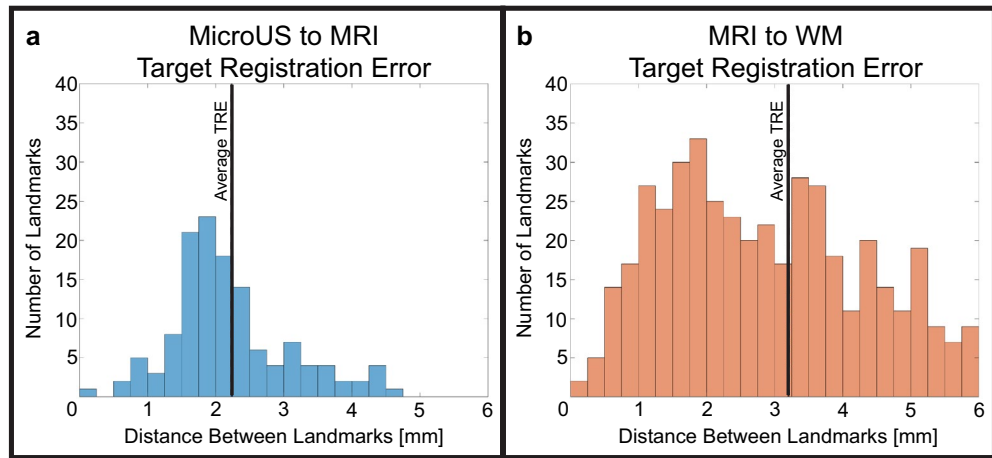 a
MicroUS to MRI
Target Registration Error
40
35
30
25
20
15
10
5
0
1
2
3
4
5
6
Number of Landmarks
Average TRE
Distance Between Landmarks [mm]
b
MRI to WM
Target Registration Error
40
35
30
25
20
15
10
5
0
1
2
3
4
5
6
Number of Landmarks
Average TRE
Distance Between Landmarks [mm]